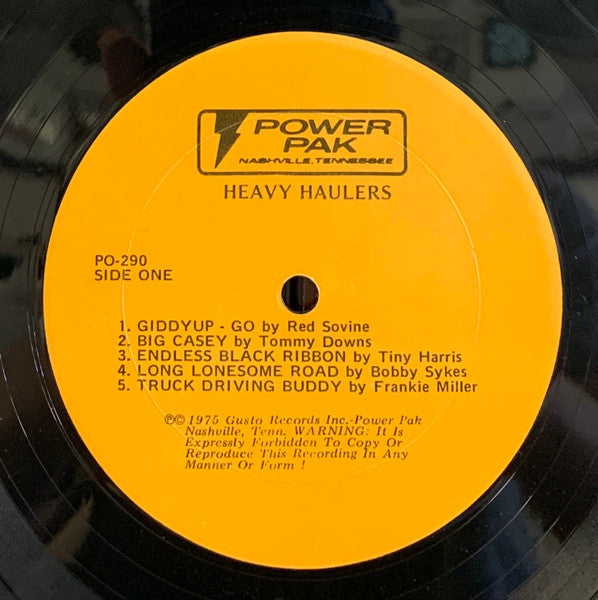 POWER
PAK
NASHVILLE, TENNESSEE
HEAVY HAULERS
PO-290
SIDE ONE
1. GIDDYUP - GO by Red Sovine
2. BIG CASEY by Tommy Downs
3. ENDLESS BLACK RIBBON by Tiny Harris
4. LONG LONESOME ROAD by Bobby Sykes
5. TRUCK DRIVING BUDDY by Frankie Miller
℗© 1975 Gusto Records Inc.-Power Pak
Nashville, Tenn. WARNING: It Is
Expressly Forbidden To Copy Or
Reproduce This Recording In Any
Manner Or Form !